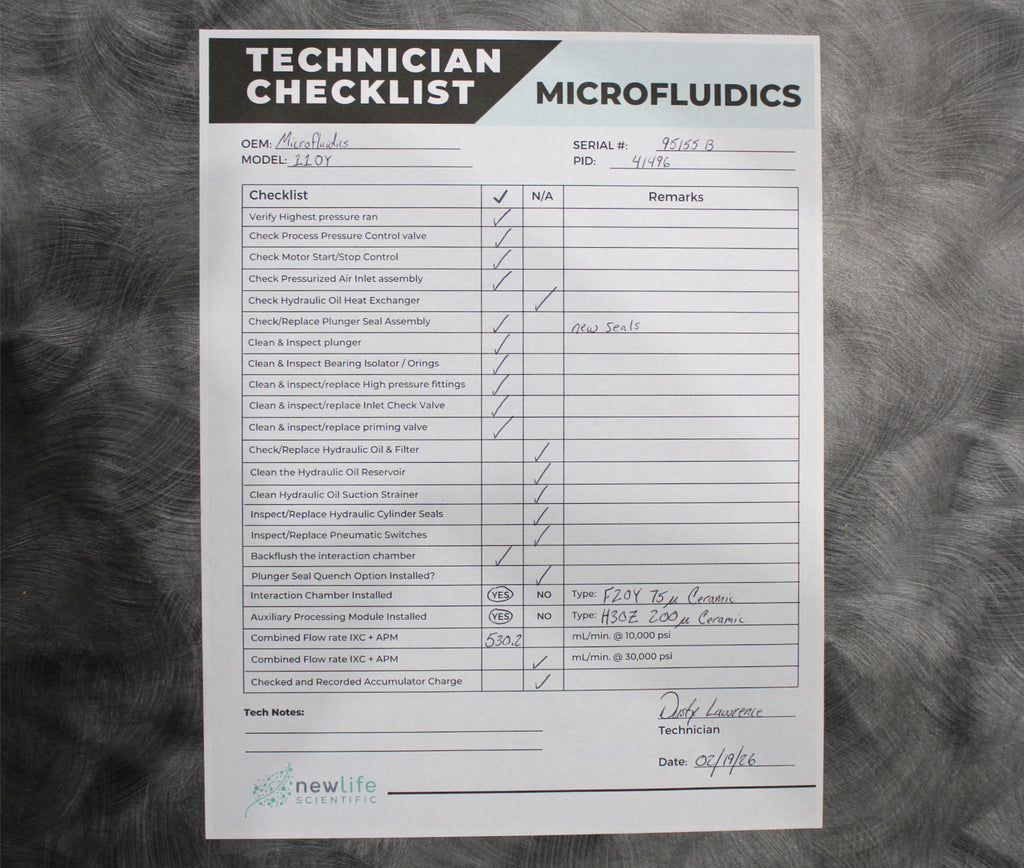 TECHNICIAN
CHECKLIST
MICROFLUIDICS
OEM: Microfluidics
MODEL: 110Y
SERIAL #: 95155 B
PID: 41496
Checklist ✓ N/A Remarks
Verify Highest pressure ran ✓
Check Process Pressure Control valve ✓
Check Motor Start/Stop Control ✓
Check Pressurized Air Inlet assembly ✓
Check Hydraulic Oil Heat Exchanger ✓
Check/Replace Plunger Seal Assembly ✓ new seals
Clean & Inspect plunger ✓
Clean & Inspect Bearing Isolator / Orings ✓
Clean & inspect/replace High pressure fittings ✓
Clean & inspect/replace Inlet Check Valve ✓
Clean & inspect/replace priming valve ✓
Check/Replace Hydraulic Oil & Filter ✓
Clean the Hydraulic Oil Reservoir ✓
Clean Hydraulic Oil Suction Strainer ✓
Inspect/Replace Hydraulic Cylinder Seals ✓
Inspect/Replace Pneumatic Switches ✓
Backflush the interaction chamber ✓
Plunger Seal Quench Option Installed? ✓
Interaction Chamber Installed YES NO Type: F20Y 75μ Ceramic
Auxiliary Processing Module Installed YES NO Type: H30Z 200μ Ceramic
Combined Flow rate IXC + APM 530.2 mL/min. @ 10,000 psi
Combined Flow rate IXC + APM ✓ mL/min. @ 30,000 psi
Checked and Recorded Accumulator Charge ✓
Tech Notes:
Dusty Lawrence
Technician
Date: 02/19/26
newlife
SCIENTIFIC